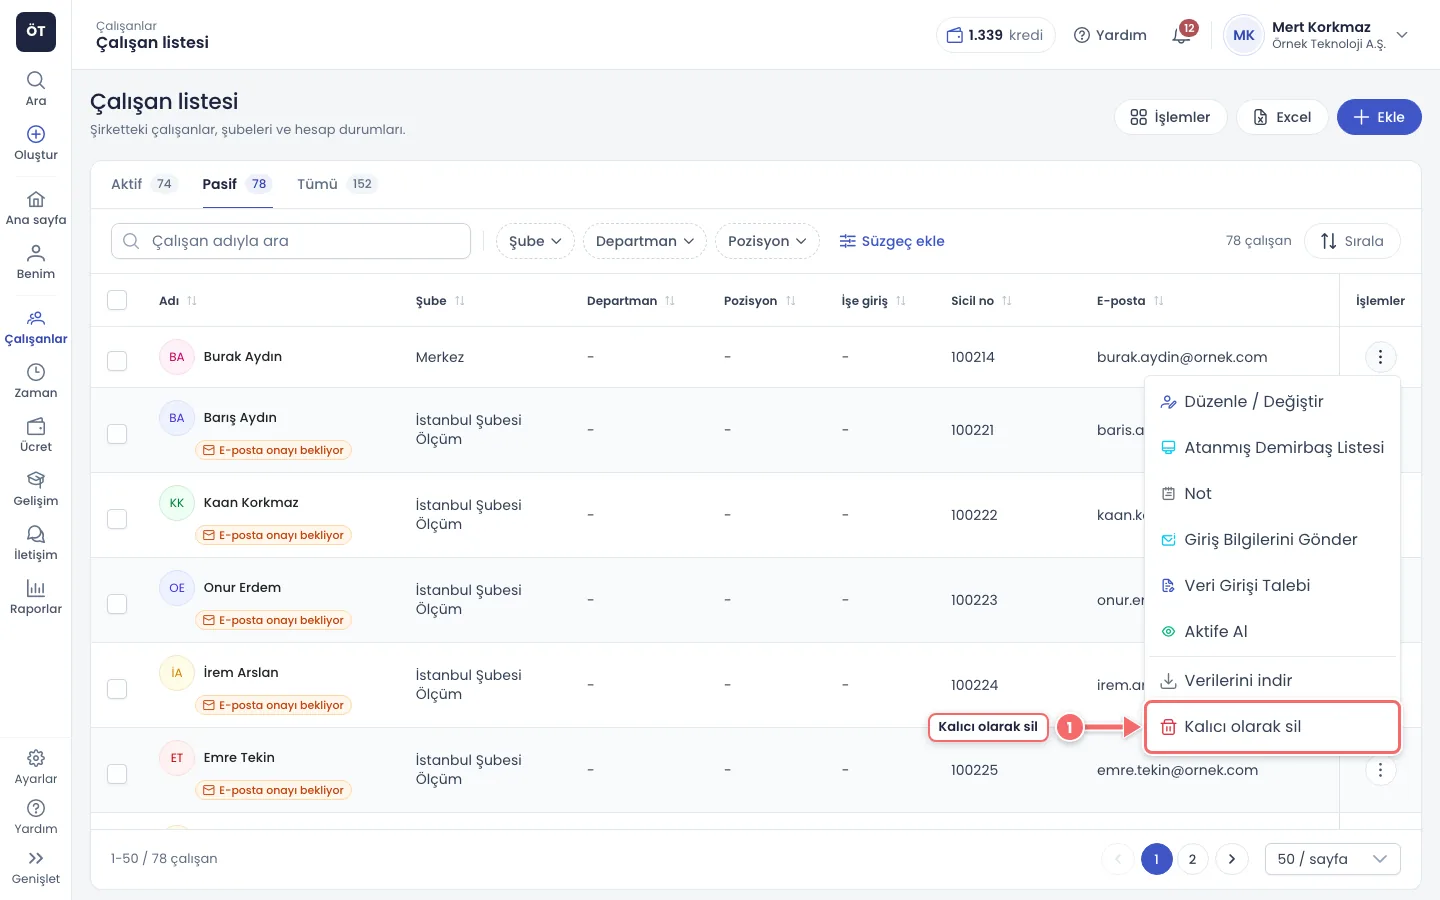 ÖT
Ara
Oluştur
Ana sayfa
Benim
Çalışanlar
Zaman
Ücret
Gelişim
İletişim
Raporlar
Ayarlar
Yardım
Genişlet
Çalışanlar
Çalışan listesi
1.339 kredi
Yardım
12
MK
Mert Korkmaz
Örnek Teknoloji A.Ş.
Çalışan listesi
Şirketteki çalışanlar, şubeleri ve hesap durumları.
İşlemler
Excel
Ekle
Aktif 74
Pasif 78
Tümü 152
Çalışan adıyla ara
Şube
Departman
Pozisyon
Süzgeç ekle
78 çalışan
Sırala
Adı Şube Departman Pozisyon İşe giriş Sicil no E-posta İşlemler
BA Burak Aydın Merkez - - - 100214 burak.aydin@ornek.com
BA Barış Aydın
E-posta onayı bekliyor
İstanbul Şubesi
Ölçüm
- - - 100221 baris.a
KK Kaan Korkmaz
E-posta onayı bekliyor
İstanbul Şubesi
Ölçüm
- - - 100222 kaan.k
OE Onur Erdem
E-posta onayı bekliyor
İstanbul Şubesi
Ölçüm
- - - 100223 onur.er
İA İrem Arslan
E-posta onayı bekliyor
İstanbul Şubesi
Ölçüm
- - - 100224 irem.ar
ET Emre Tekin
E-posta onayı bekliyor
İstanbul Şubesi
Ölçüm
- - - 100225 emre.tekin@ornek.com
Düzenle / Değiştir
Atanmış Demirbaş Listesi
Not
Giriş Bilgilerini Gönder
Veri Girişi Talebi
Aktife Al
Verilerini indir
Kalıcı olarak sil
Kalıcı olarak sil 1
1-50 / 78 çalışan
1
2
50 / sayfa